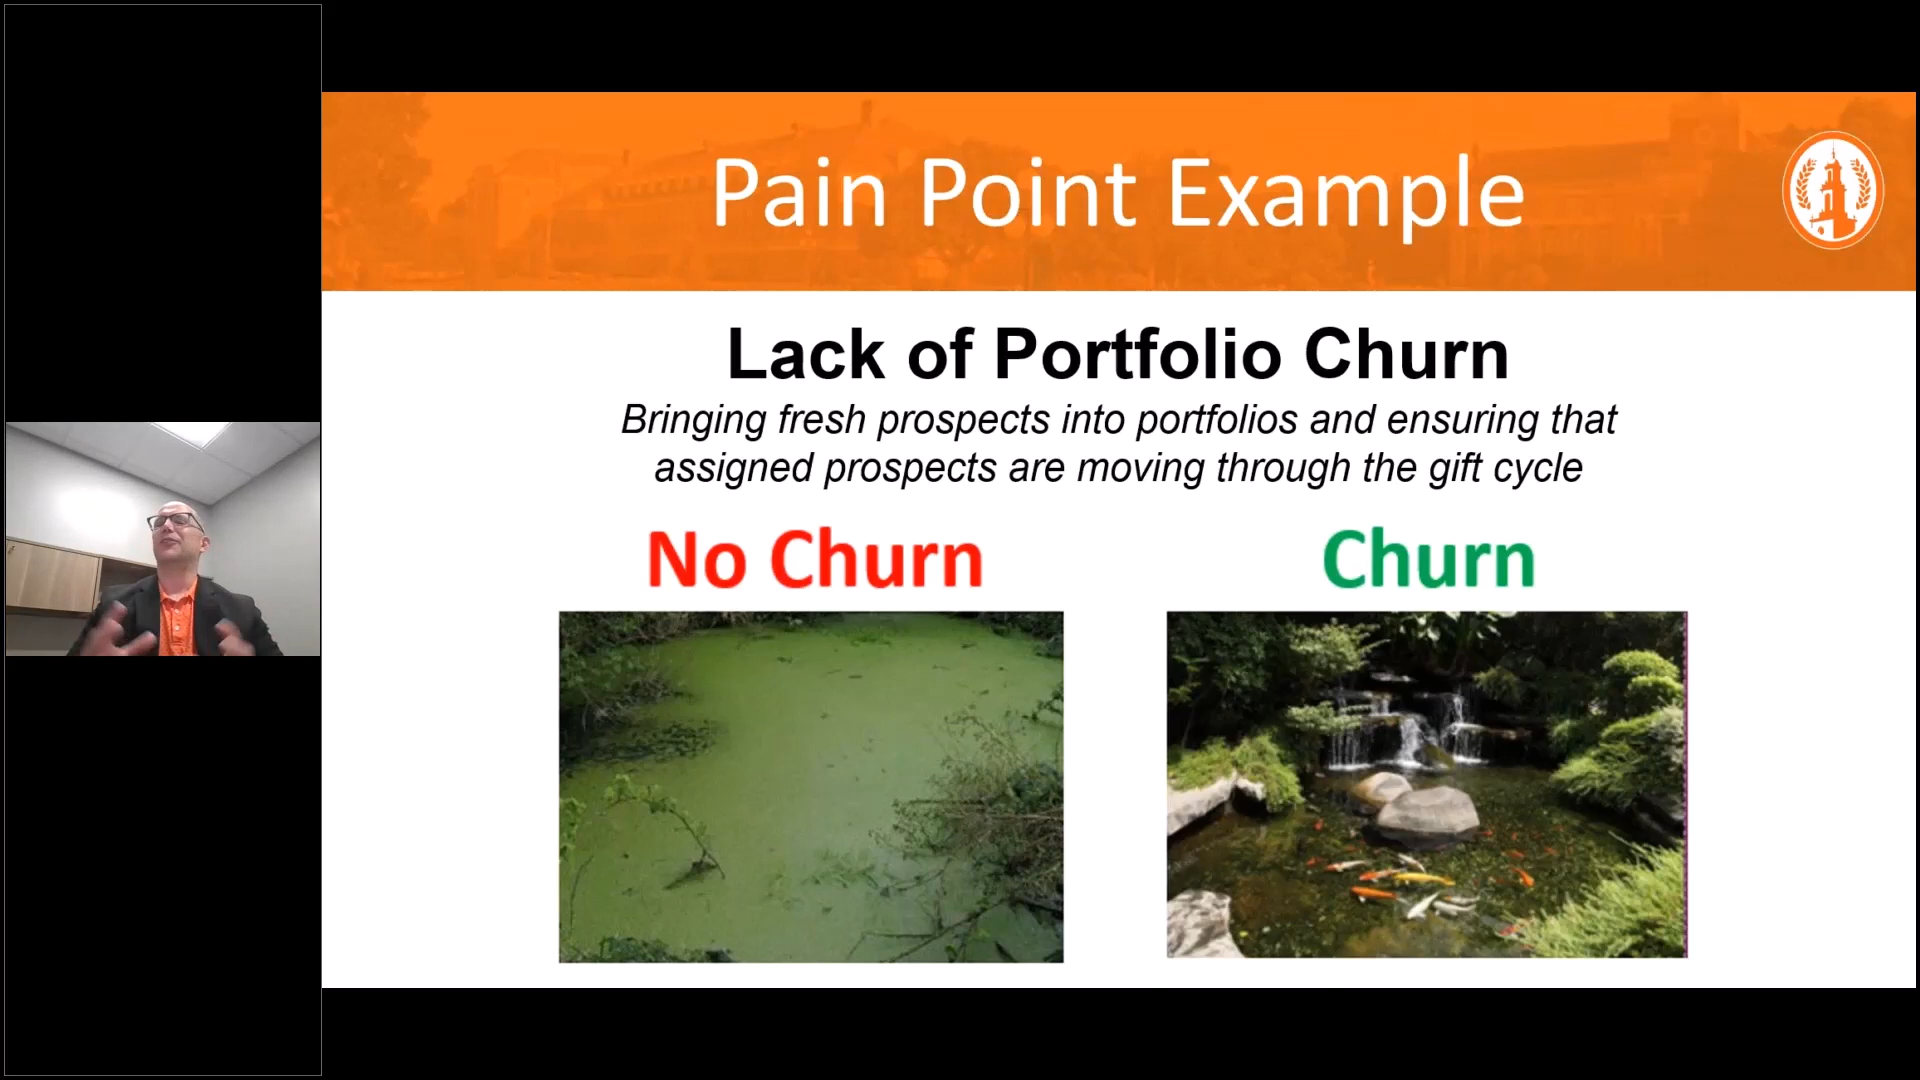 Pain Point Example
Lack of Portfolio Churn
Bringing fresh prospects into portfolios and ensuring that
assigned prospects are moving through the gift cycle
No Churn
Churn